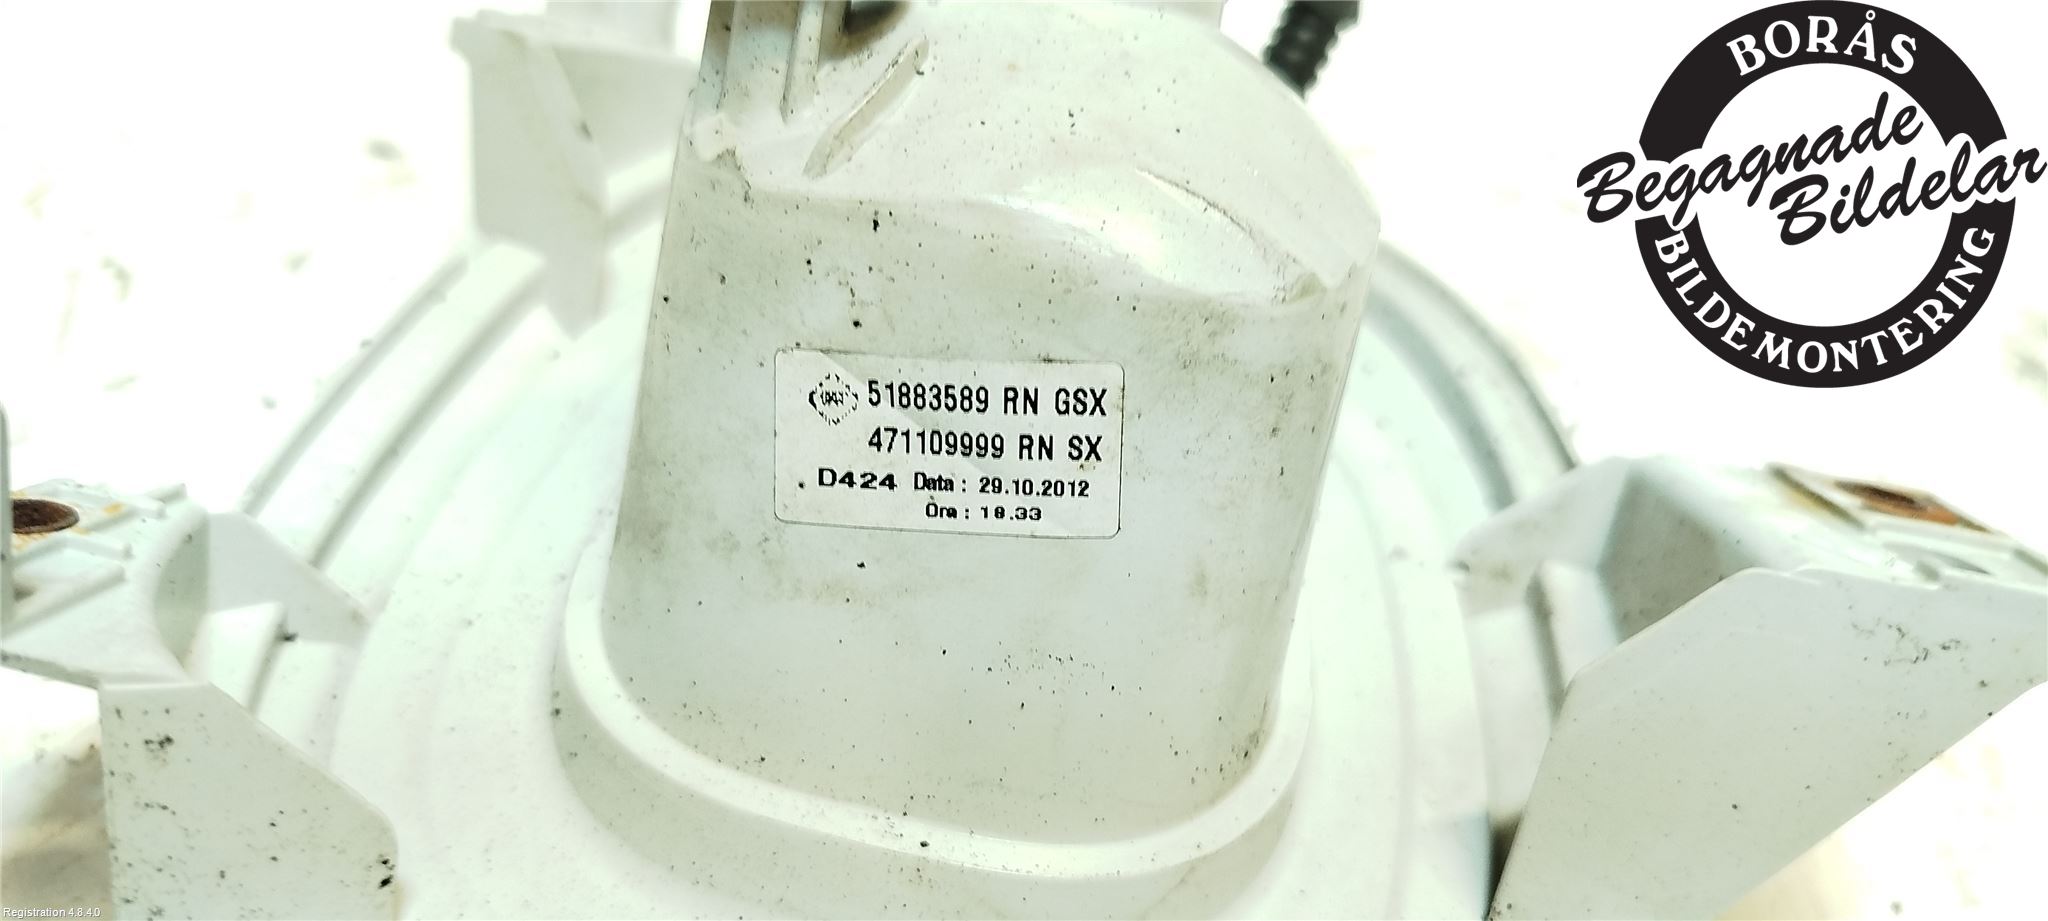 BORÅS
Begagnade
Bildelar
BILDEMONTERING
51883589 RN GSX
471109999 RN SX
D424 Data : 29.10.2012
Ora : 18.33
Registration 4.8.4.0